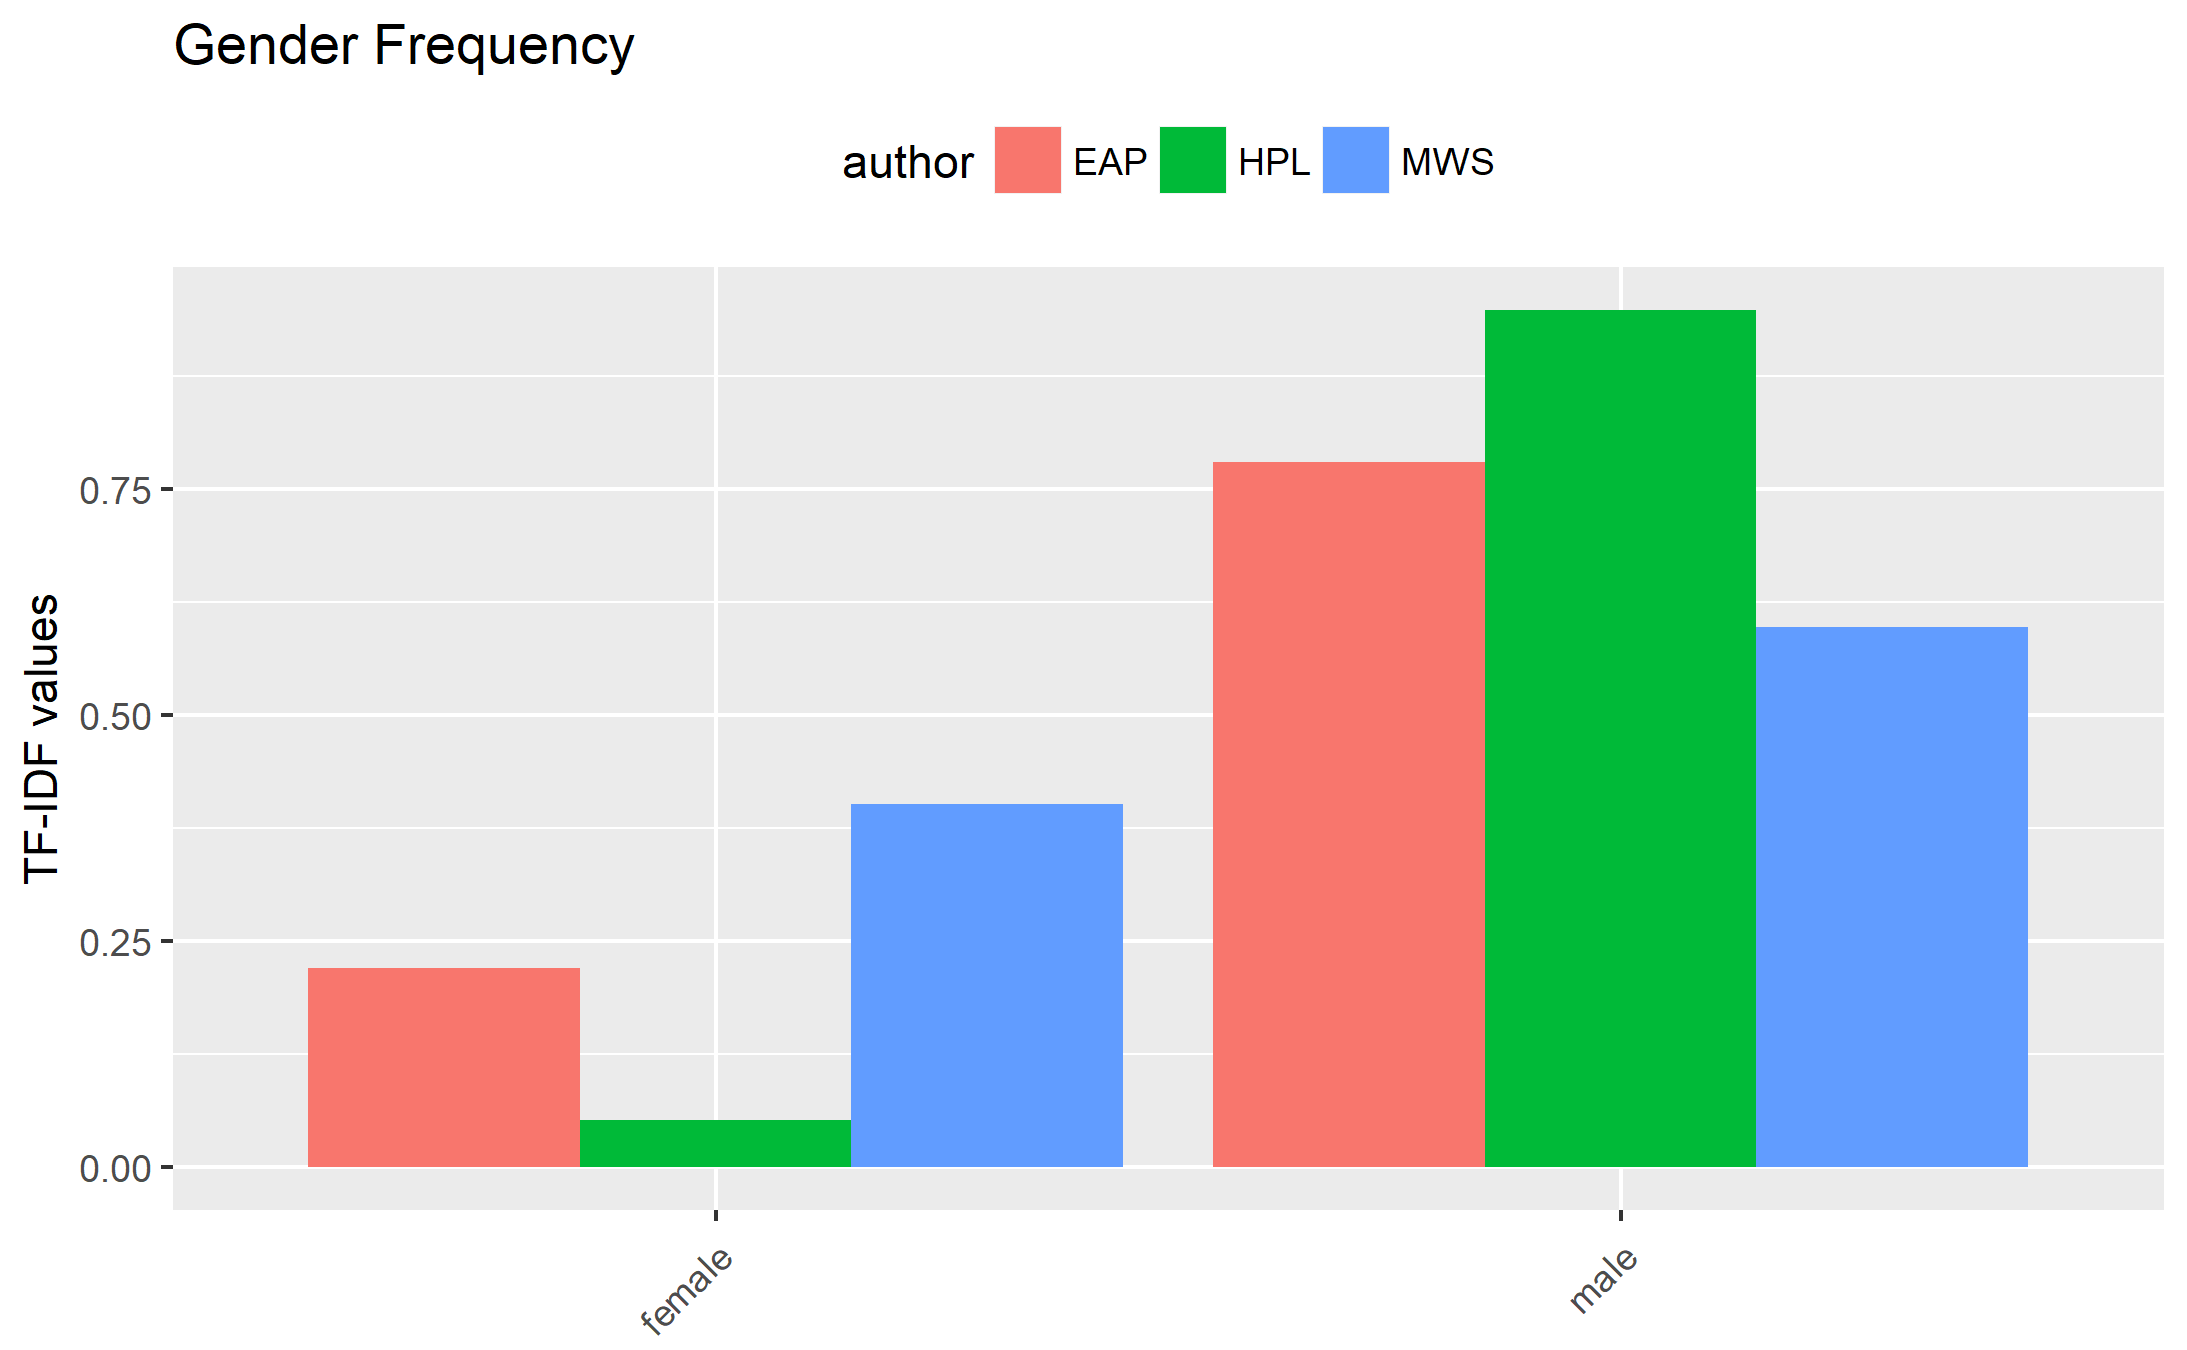 Gender Frequency
author EAP HPL MWS
TF-IDF values
0.75
0.50
0.25
0.00
female male